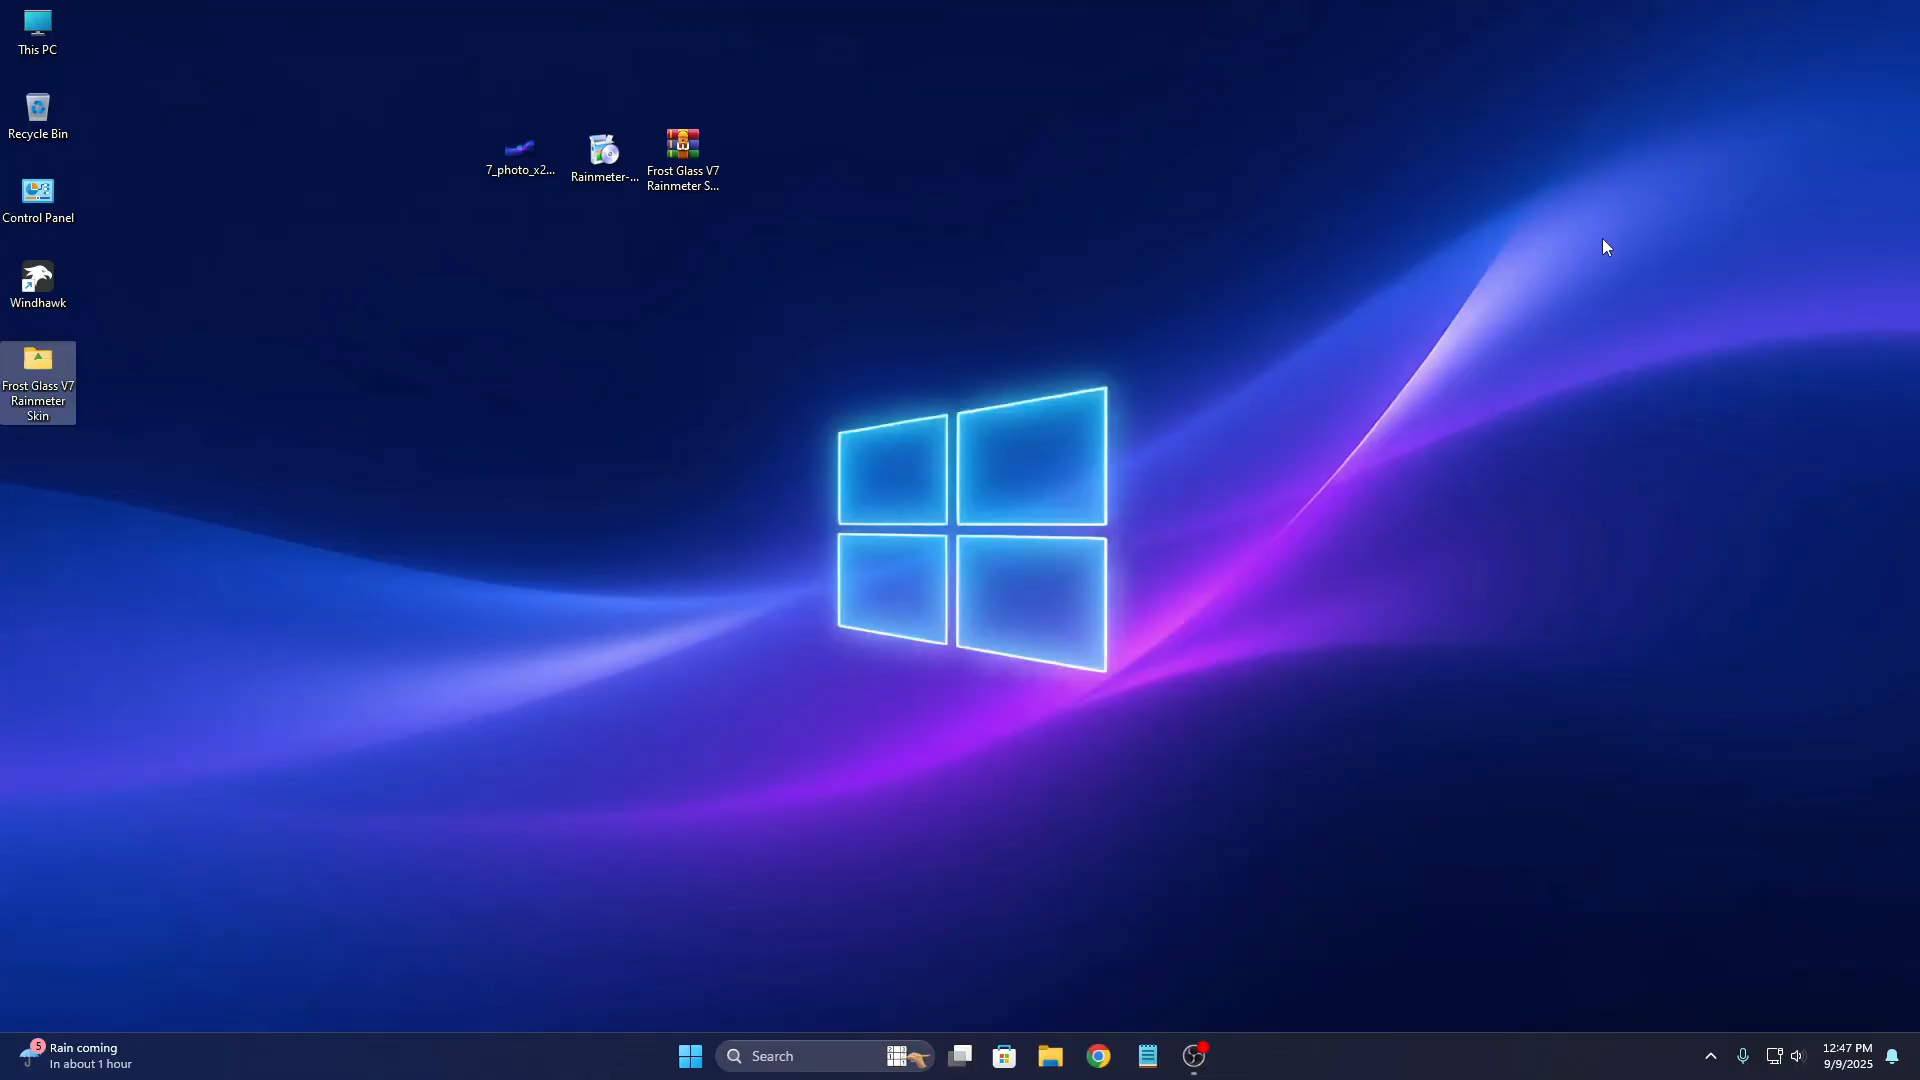 This PC
Recycle Bin
Control Panel
Windhawk
Frost Glass V7
Rainmeter
Skin
7_photo_x2...
Rainmeter-...
Frost Glass V7
Rainmeter S...
5
Rain coming
In about 1 hour
Search
12:47 PM
9/9/2025